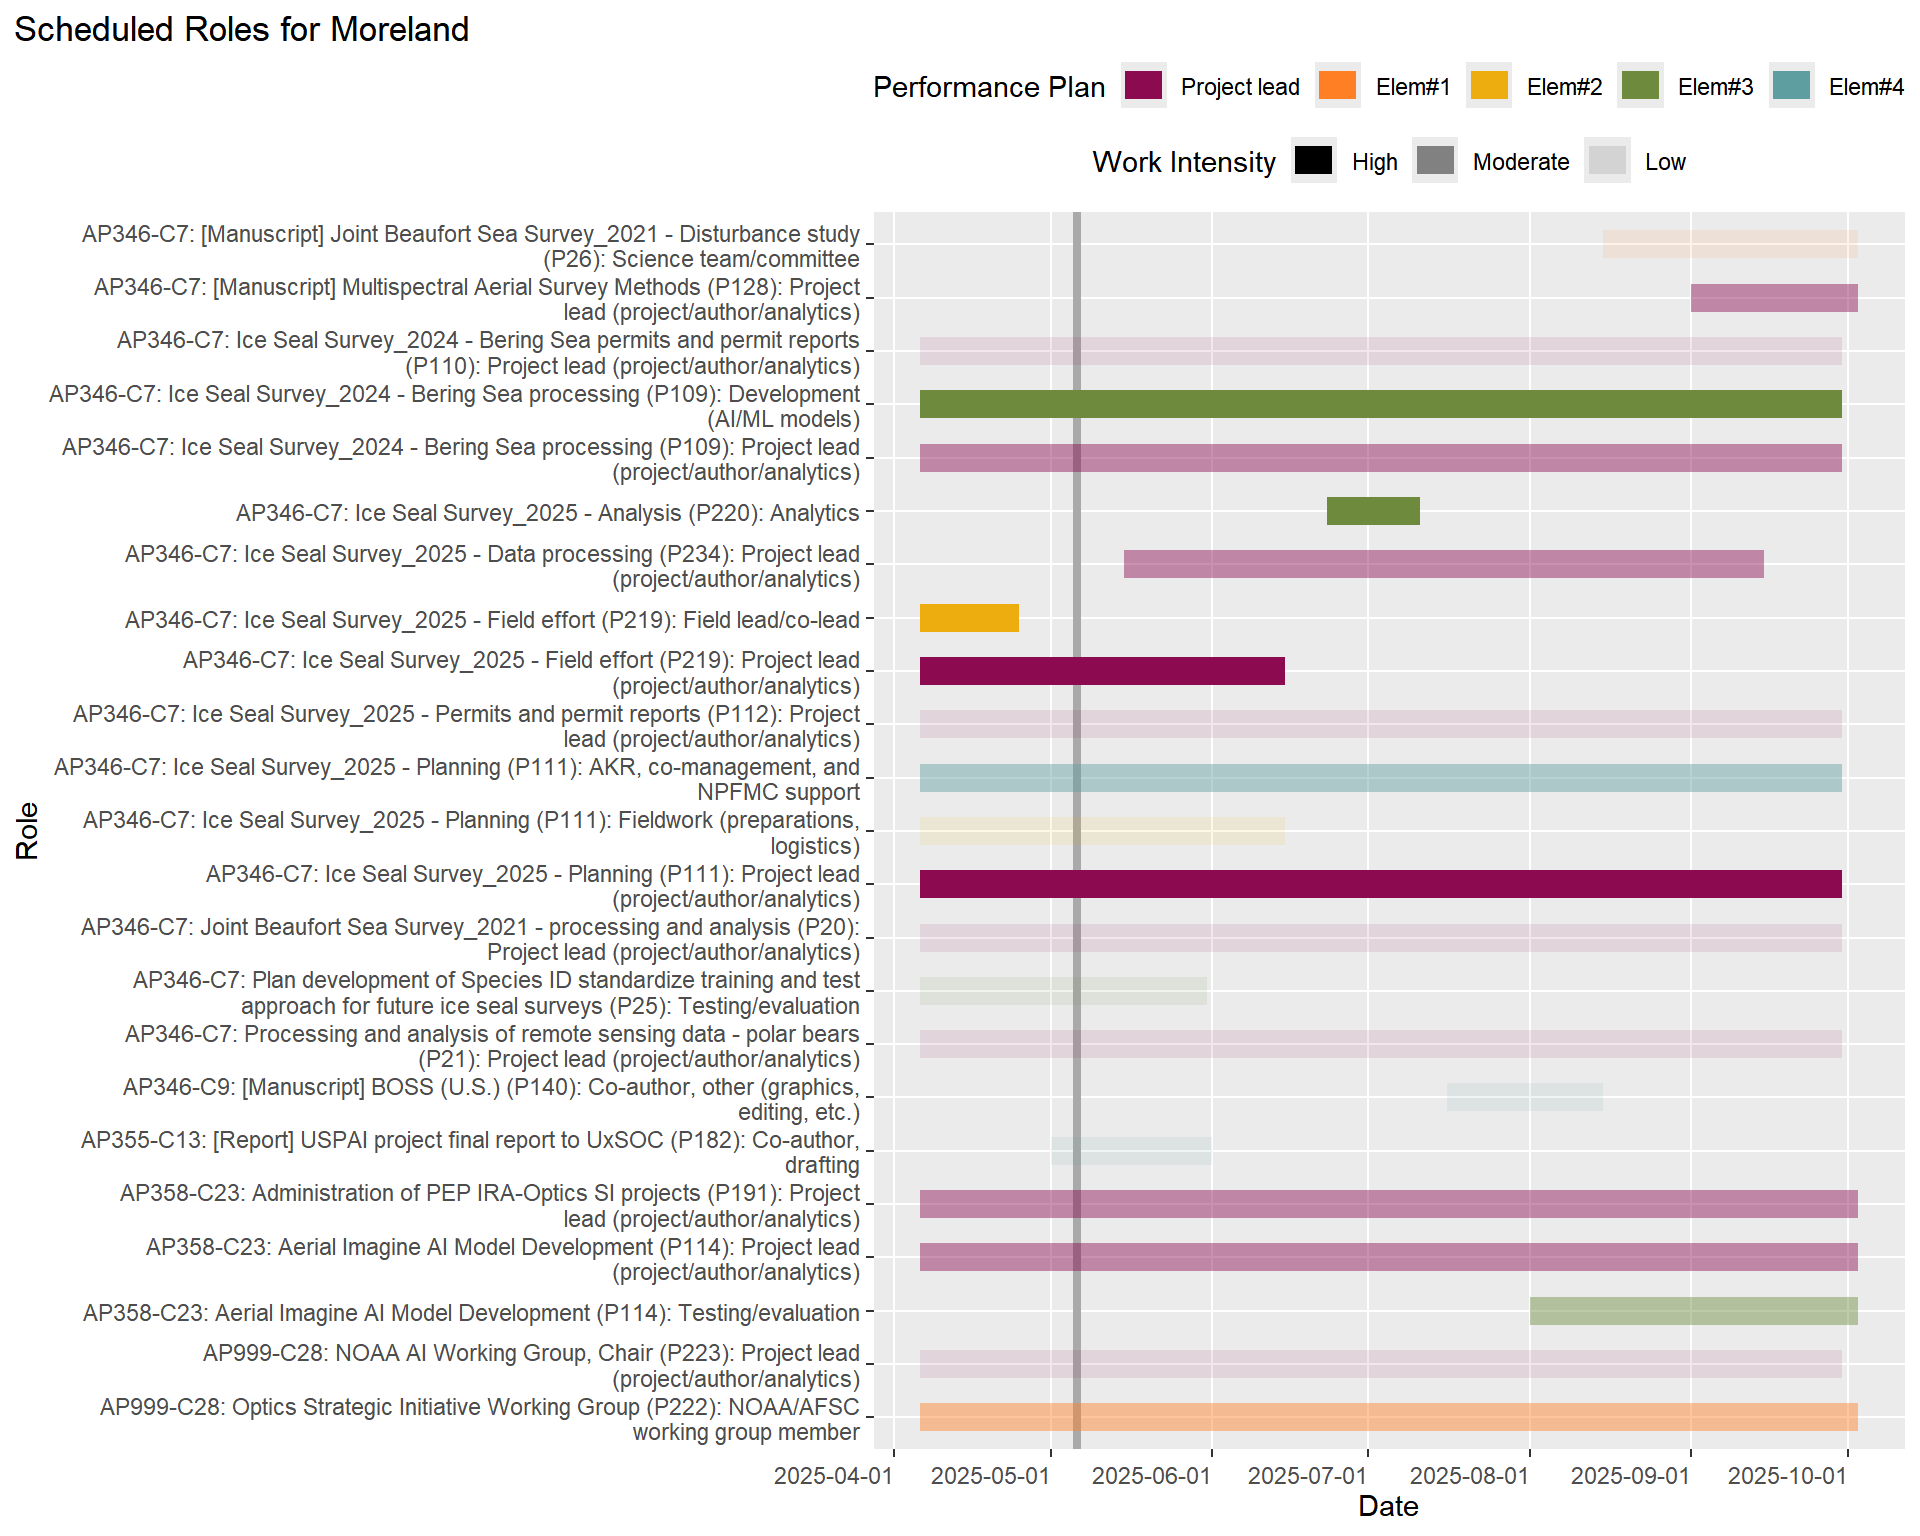 Scheduled Roles for Moreland
Performance Plan Project lead Elem#1 Elem#2 Elem#3 Elem#4
Work Intensity High Moderate Low
AP346-C7: [Manuscript] Joint Beaufort Sea Survey_2021 - Disturbance study
(P26): Science team/committee
AP346-C7: [Manuscript] Multispectral Aerial Survey Methods (P128): Project
lead (project/author/analytics)
AP346-C7: Ice Seal Survey_2024 - Bering Sea permits and permit reports
(P110): Project lead (project/author/analytics)
AP346-C7: Ice Seal Survey_2024 - Bering Sea processing (P109): Development
(AI/ML models)
AP346-C7: Ice Seal Survey_2024 - Bering Sea processing (P109): Project lead
(project/author/analytics)
AP346-C7: Ice Seal Survey_2025 - Analysis (P220): Analytics
AP346-C7: Ice Seal Survey_2025 - Data processing (P234): Project lead
(project/author/analytics)
AP346-C7: Ice Seal Survey_2025 - Field effort (P219): Field lead/co-lead
AP346-C7: Ice Seal Survey_2025 - Field effort (P219): Project lead
(project/author/analytics)
AP346-C7: Ice Seal Survey_2025 - Permits and permit reports (P112): Project
lead (project/author/analytics)
AP346-C7: Ice Seal Survey_2025 - Planning (P111): AKR, co-management, and
NPFMC support
AP346-C7: Ice Seal Survey_2025 - Planning (P111): Fieldwork (preparations,
logistics)
AP346-C7: Ice Seal Survey_2025 - Planning (P111): Project lead
(project/author/analytics)
AP346-C7: Joint Beaufort Sea Survey_2021 - processing and analysis (P20):
Project lead (project/author/analytics)
AP346-C7: Plan development of Species ID standardize training and test
approach for future ice seal surveys (P25): Testing/evaluation
AP346-C7: Processing and analysis of remote sensing data - polar bears
(P21): Project lead (project/author/analytics)
AP346-C9: [Manuscript] BOSS (U.S.) (P140): Co-author, other (graphics,
editing, etc.)
AP355-C13: [Report] USPAI project final report to UxSOC (P182): Co-author,
drafting
AP358-C23: Administration of PEP IRA-Optics SI projects (P191): Project
lead (project/author/analytics)
AP358-C23: Aerial Imagine AI Model Development (P114): Project lead
(project/author/analytics)
AP358-C23: Aerial Imagine AI Model Development (P114): Testing/evaluation
AP999-C28: NOAA AI Working Group, Chair (P223): Project lead
(project/author/analytics)
AP999-C28: Optics Strategic Initiative Working Group (P222): NOAA/AFSC
working group member
Role
2025-04-01 2025-05-01 2025-06-01 2025-07-01 2025-08-01 2025-09-01 2025-10-01
Date